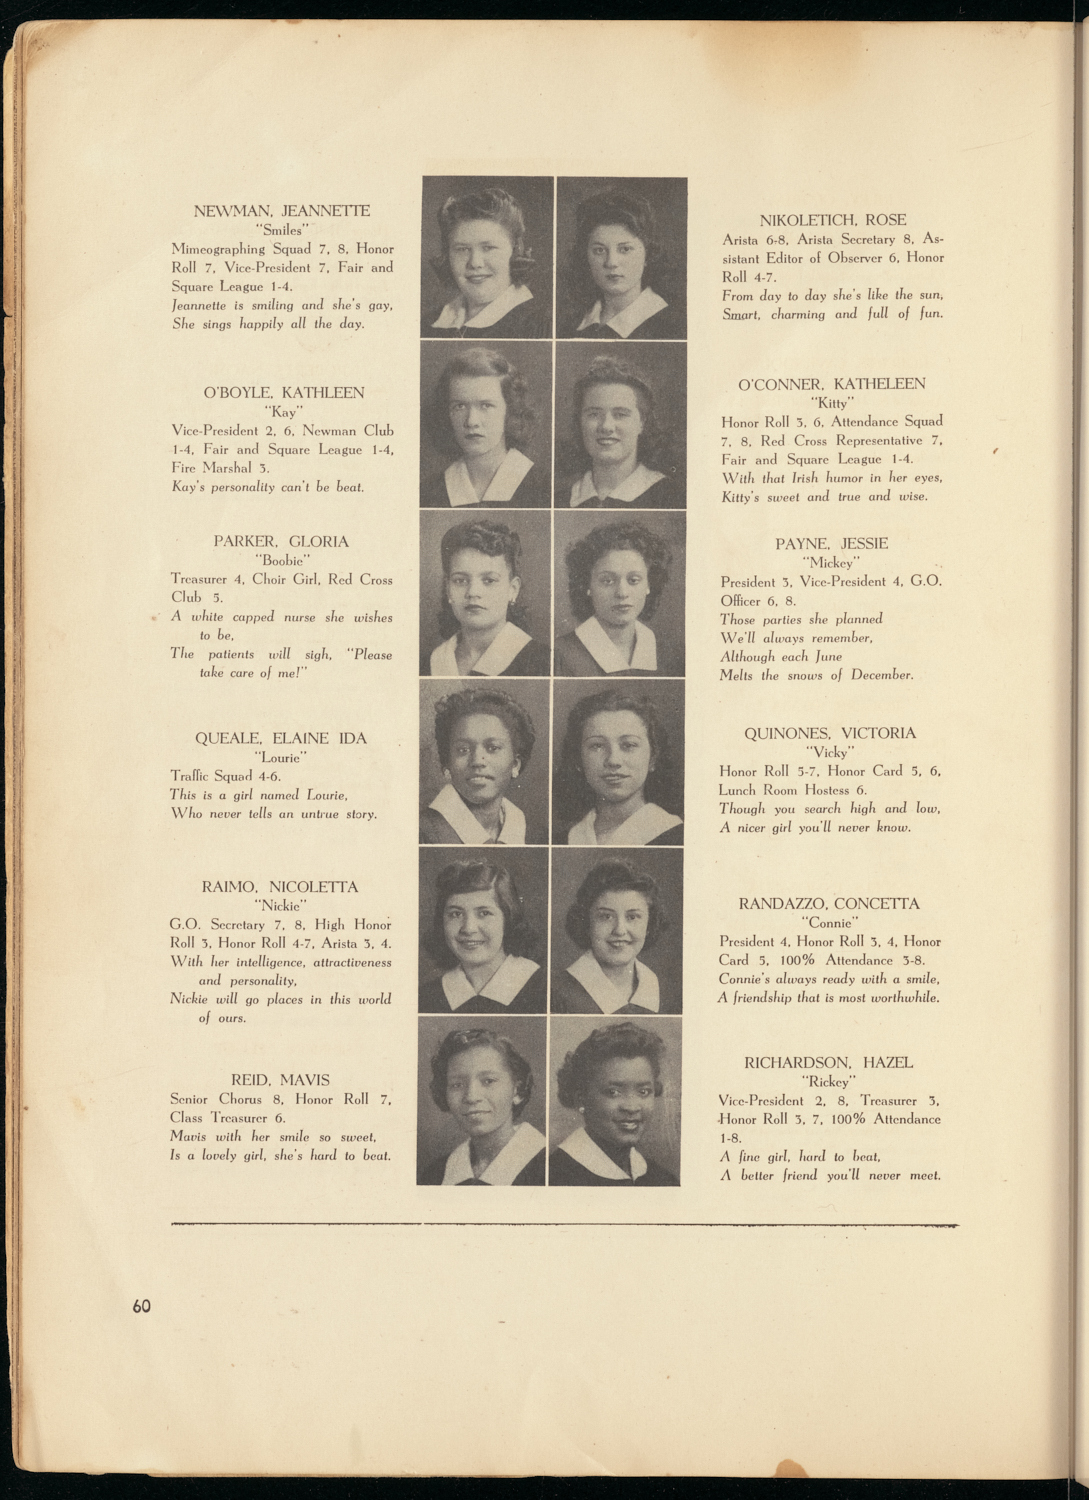 NEWMAN, JEANNETTE
"Smiles"
Mimeographing Squad 7, 8, Honor
Roll 7, Vice-President 7, Fair and
Square League 1-4.
Jeannette is smiling and she's gay,
She sings happily all the day.
O'BOYLE, KATHLEEN
"Kay"
Vice-President 2, 6, Newman Club
1-4, Fair and Square League 1-4,
Fire Marshal 3.
Kay's personality can't be beat.
PARKER, GLORIA
"Boobie"
Treasurer 4, Choir Girl, Red Cross
Club 5.
A white capped nurse she wishes
to be,
The patients will sigh, "Please
take care of me!"
QUEALE, ELAINE IDA
"Lourie"
Traffic Squad 4-6.
This is a girl named Lourie,
Who never tells an untrue story.
RAIMO, NICOLETTA
"Nickie"
G.O. Secretary 7, 8, High Honor
Roll 3, Honor Roll 4-7, Arista 3, 4.
With her intelligence, attractiveness
and personality,
Nickie will go places in this world
of ours.
REID, MAVIS
Senior Chorus 8, Honor Roll 7,
Class Treasurer 6.
Mavis with her smile so sweet,
Is a lovely girl, she's hard to beat.
NIKOLETICH, ROSE
Arista 6-8, Arista Secretary 8, As-
sistant Editor of Observer 6, Honor
Roll 4-7.
From day to day she's like the sun,
Smart, charming and full of fun.
O'CONNER, KATHELEEN
"Kitty"
Honor Roll 3, 6, Attendance Squad
7, 8, Red Cross Representative 7,
Fair and Square League 1-4.
With that Irish humor in her eyes,
Kitty's sweet and true and wise.
PAYNE, JESSIE
"Mickey"
President 3, Vice-President 4, G.O.
Officer 6, 8.
Those parties she planned
We'll always remember,
Although each June
Melts the snows of December.
QUINONES, VICTORIA
"Vicky"
Honor Roll 5-7, Honor Card 5, 6,
Lunch Room Hostess 6.
Though you search high and low,
A nicer girl you'll never know.
RANDAZZO, CONCETTA
"Connie"
President 4, Honor Roll 3, 4, Honor
Card 5, 100% Attendance 3-8.
Connie's always ready with a smile,
A friendship that is most worthwhile.
RICHARDSON, HAZEL
"Rickey"
Vice-President 2, 8, Treasurer 3,
Honor Roll 3, 7, 100% Attendance
1-8.
A fine girl, hard to beat,
A better friend you'll never meet.
60